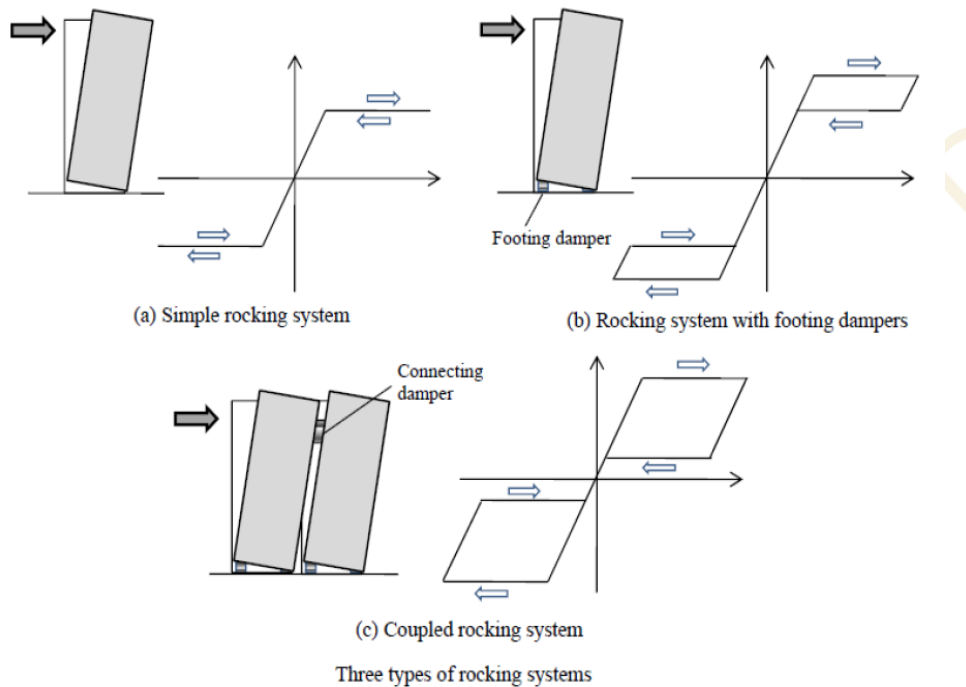 Footing damper
(a) Simple rocking system
(b) Rocking system with footing dampers
Connecting
damper
(c) Coupled rocking system
Three types of rocking systems